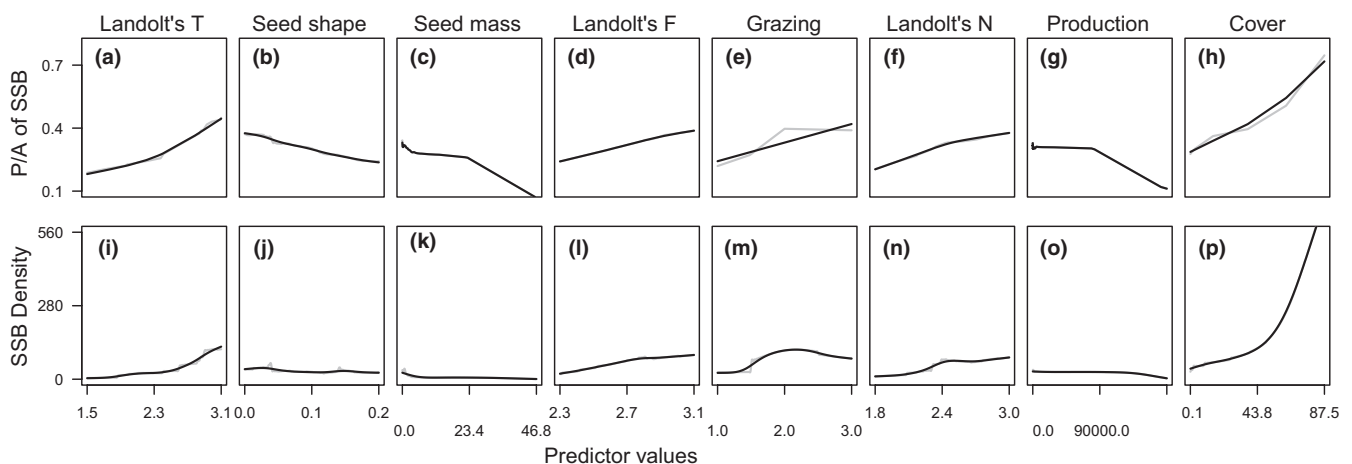 Landolt's T Seed shape Seed mass Landolt's F Grazing Landolt's N Production Cover
(a) (b) (c) (d) (e) (f) (g) (h)
P/A of SSB
0.7
0.4
0.1
(i) (j) (k) (l) (m) (n) (o) (p)
SSB Density
560
280
0
1.5 2.3 3.1 0.0 0.1 0.2 2.3 2.7 3.1 1.8 2.4 3.0 0.1 43.8 87.5
0.0 23.4 46.8 1.0 2.0 3.0 0.0 90000.0
Predictor values